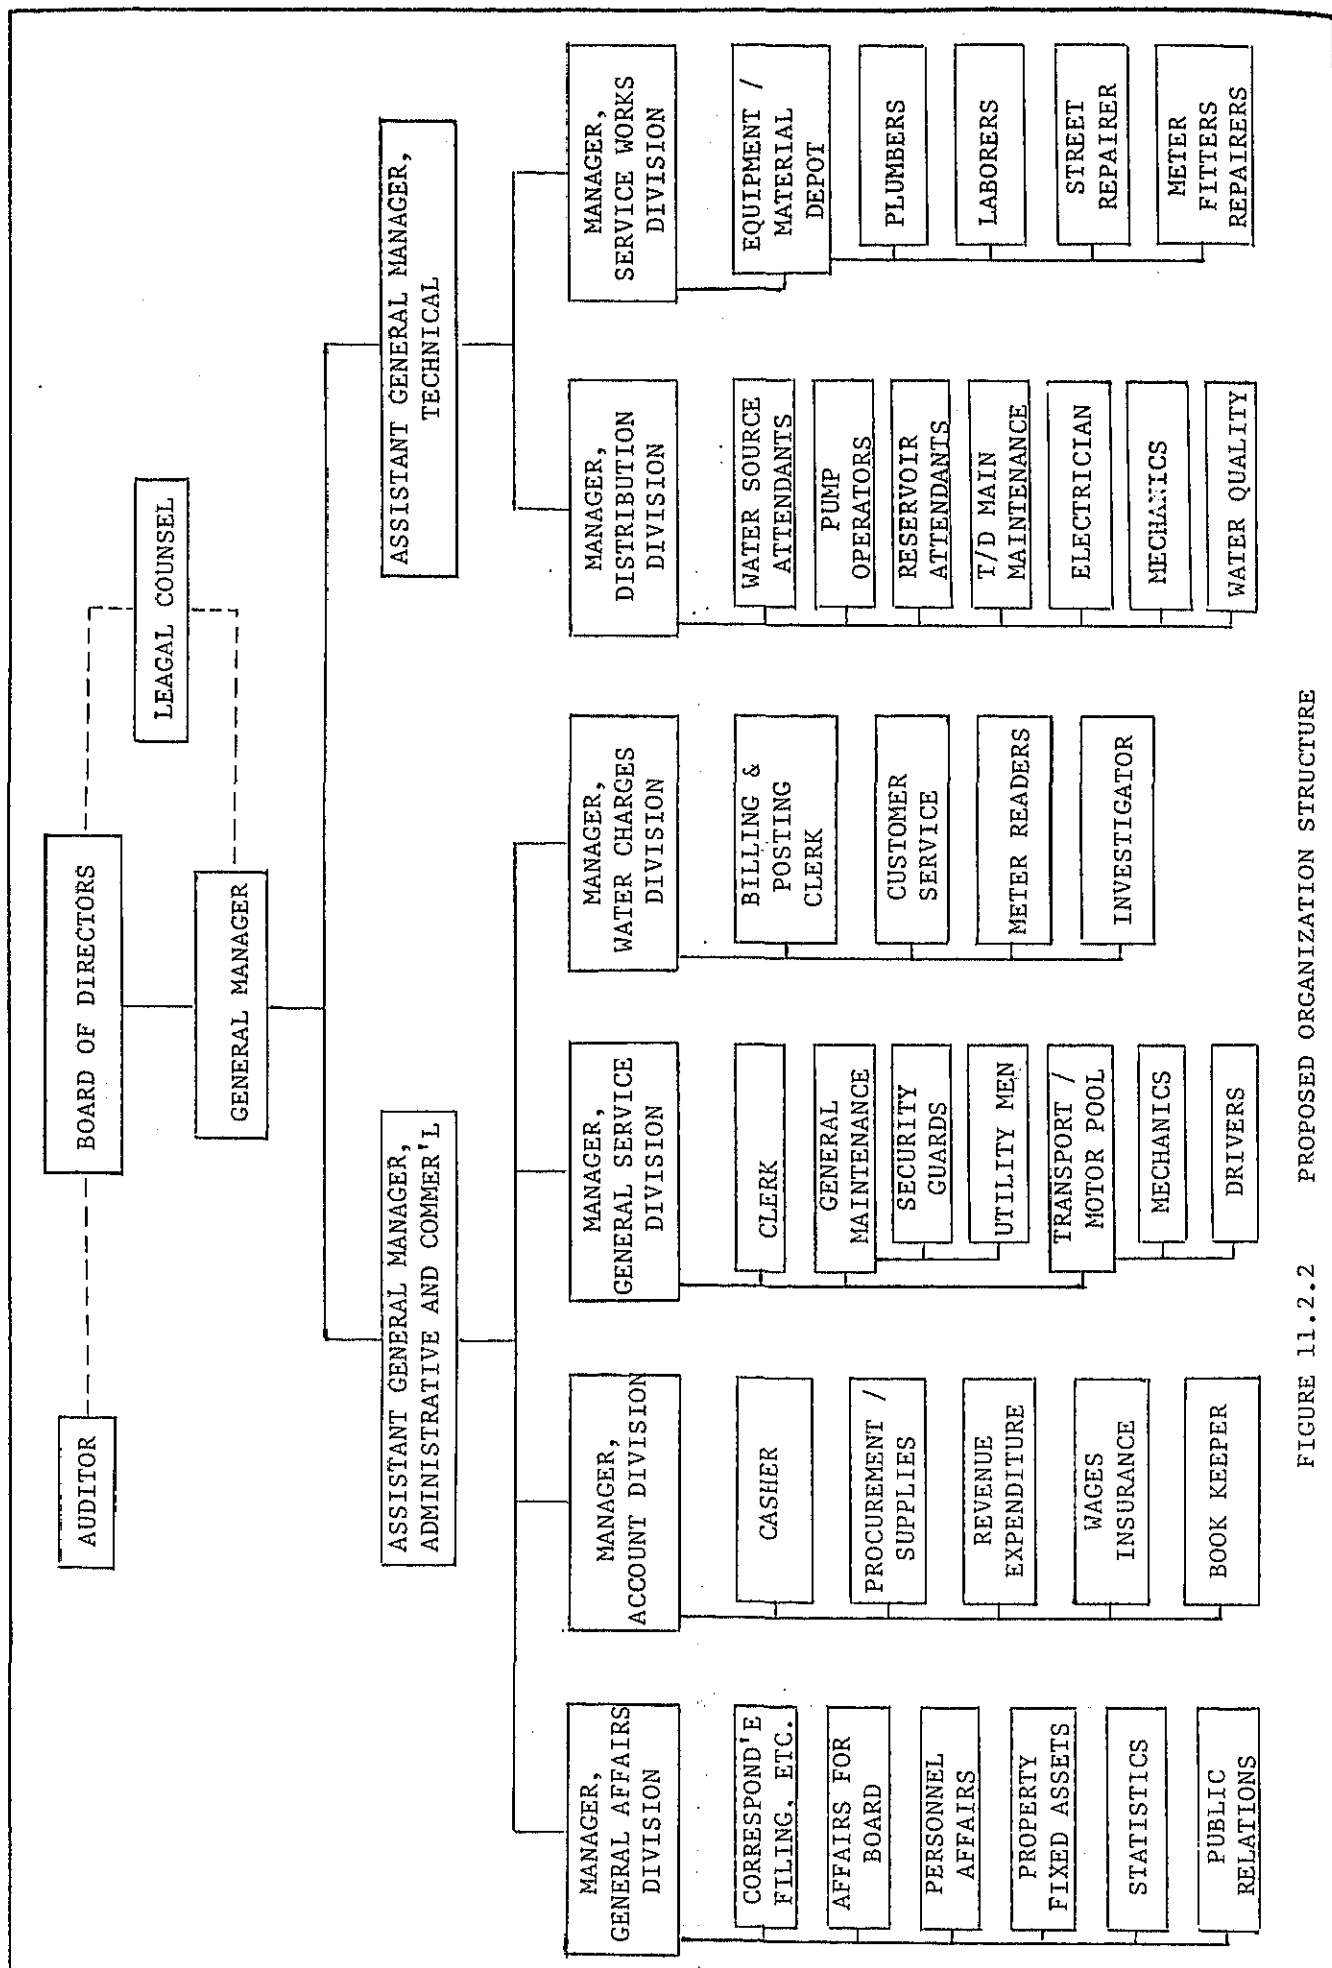 AUDITOR
BOARD OF DIRECTORS
LEAGAL COUNSEL
GENERAL MANAGER
ASSISTANT GENERAL MANAGER,
ADMINISTRATIVE AND COMMER'L
ASSISTANT GENERAL MANAGER,
TECHNICAL
MANAGER,
GENERAL AFFAIRS
DIVISION
CORRESPOND'E
FILING, ETC.
AFFAIRS FOR
BOARD
PERSONNEL
AFFAIRS
PROPERTY
FIXED ASSETS
STATISTICS
PUBLIC
RELATIONS
MANAGER,
ACCOUNT DIVISION
CASHER
PROCUREMENT /
SUPPLIES
REVENUE
EXPENDITURE
WAGES
INSURANCE
BOOK KEEPER
MANAGER,
GENERAL SERVICE
DIVISION
CLERK
GENERAL
MAINTENANCE
SECURITY
GUARDS
UTILITY MEN
TRANSPORT /
MOTOR POOL
MECHANICS
DRIVERS
MANAGER,
WATER CHARGES
DIVISION
BILLING &
POSTING
CLERK
CUSTOMER
SERVICE
METER READERS
INVESTIGATOR
MANAGER,
DISTRIBUTION
DIVISION
WATER SOURCE
ATTENDANTS
PUMP
OPERATORS
RESERVOIR
ATTENDANTS
T/D MAIN
MAINTENANCE
ELECTRICIAN
MECHANICS
WATER QUALITY
MANAGER,
SERVICE WORKS
DIVISION
EQUIPMENT /
MATERIAL
DEPOT
PLUMBERS
LABORERS
STREET
REPAIRER
METER
FITTERS
REPAIRERS
FIGURE 11.2.2 PROPOSED ORGANIZATION STRUCTURE